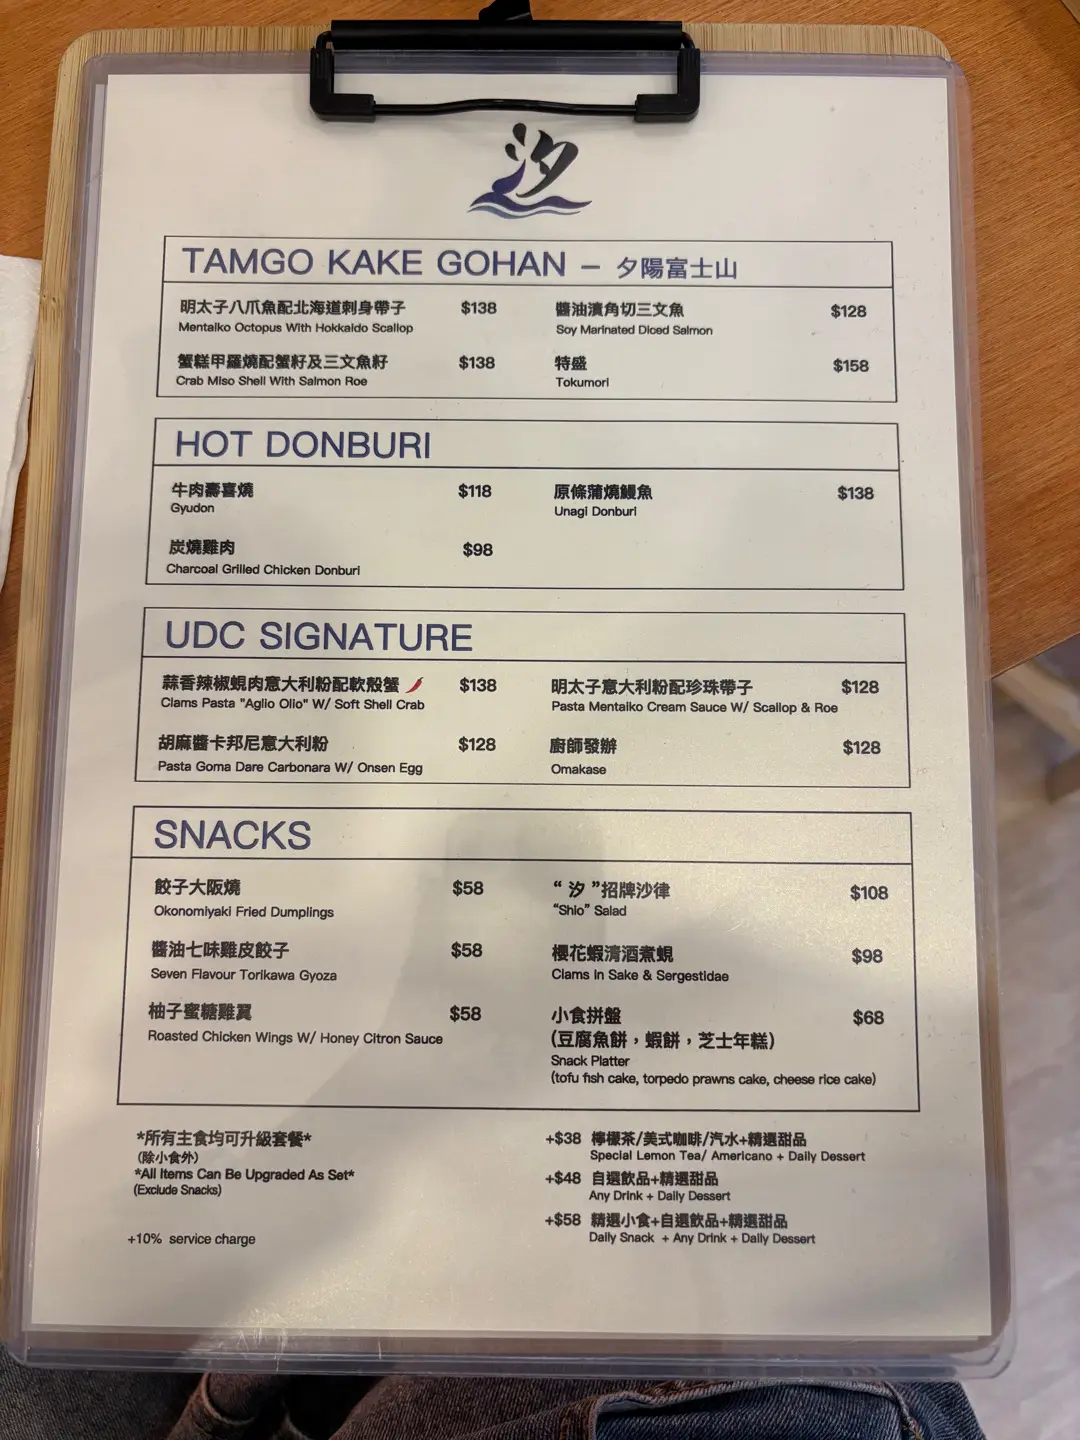 汐
TAMGO KAKE GOHAN – 夕陽富士山
明太子八爪魚配北海道刺身帶子 $138
Mentaiko Octopus With Hokkaido Scallop
醬油漬角切三文魚 $128
Soy Marinated Diced Salmon
蟹糕甲羅燒配蟹籽及三文魚籽 $138
Crab Miso Shell With Salmon Roe
特盛 $158
Tokumori
HOT DONBURI
牛肉壽喜燒 $118
Gyudon
原條蒲燒鰻魚 $138
Unagi Donburi
炭燒雞肉 $98
Charcoal Grilled Chicken Donburi
UDC SIGNATURE
蒜香辣椒蜆肉意大利粉配軟殼蟹 $138
Clams Pasta "Aglio Olio" W/ Soft Shell Crab
明太子意大利粉配珍珠帶子 $128
Pasta Mentaiko Cream Sauce W/ Scallop & Roe
胡麻醬卡邦尼意大利粉 $128
Pasta Goma Dare Carbonara W/ Onsen Egg
廚師發辦 $128
Omakase
SNACKS
餃子大阪燒 $58
Okonomiyaki Fried Dumplings
“ 汐 ”招牌沙律 $108
“Shio” Salad
醬油七味雞皮餃子 $58
Seven Flavour Torikawa Gyoza
櫻花蝦清酒煮蜆 $98
Clams in Sake & Sergestidae
柚子蜜糖雞翼 $58
Roasted Chicken Wings W/ Honey Citron Sauce
小食拼盤 $68
(豆腐魚餅，蝦餅，芝士年糕)
Snack Platter
(tofu fish cake, torpedo prawns cake, cheese rice cake)
*所有主食均可升級套餐*
(除小食外)
*All Items Can Be Upgraded As Set*
(Exclude Snacks)
+10% service charge
+$38 檸檬茶/美式咖啡/汽水+精選甜品
Special Lemon Tea/ Americano + Daily Dessert
+$48 自選飲品+精選甜品
Any Drink + Daily Dessert
+$58 精選小食+自選飲品+精選甜品
Daily Snack + Any Drink + Daily Dessert